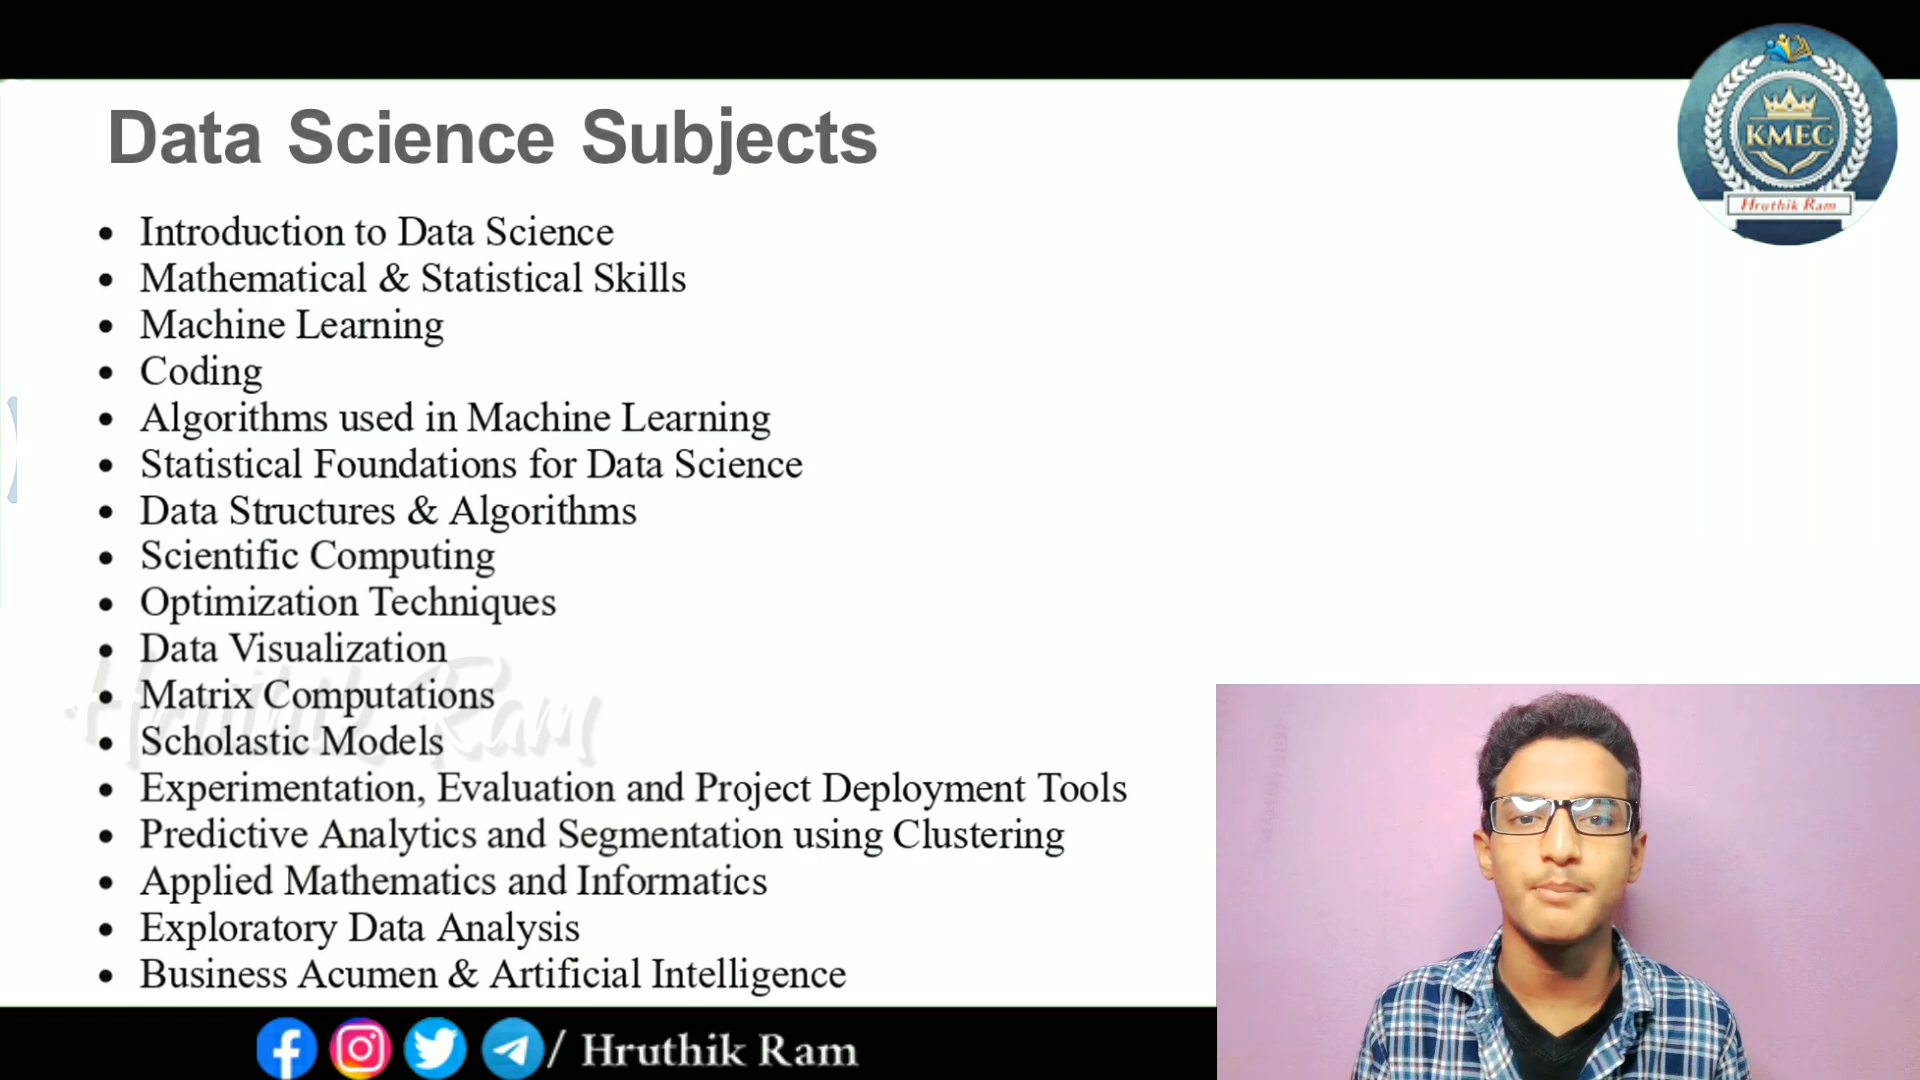 KMEC
Hruthik Ram
Data Science Subjects
• Introduction to Data Science
• Mathematical & Statistical Skills
• Machine Learning
• Coding
• Algorithms used in Machine Learning
• Statistical Foundations for Data Science
• Data Structures & Algorithms
• Scientific Computing
• Optimization Techniques
• Data Visualization
• Matrix Computations
• Scholastic Models
• Experimentation, Evaluation and Project Deployment Tools
• Predictive Analytics and Segmentation using Clustering
• Applied Mathematics and Informatics
• Exploratory Data Analysis
• Business Acumen & Artificial Intelligence
Hruthik Ram
/ Hruthik Ram